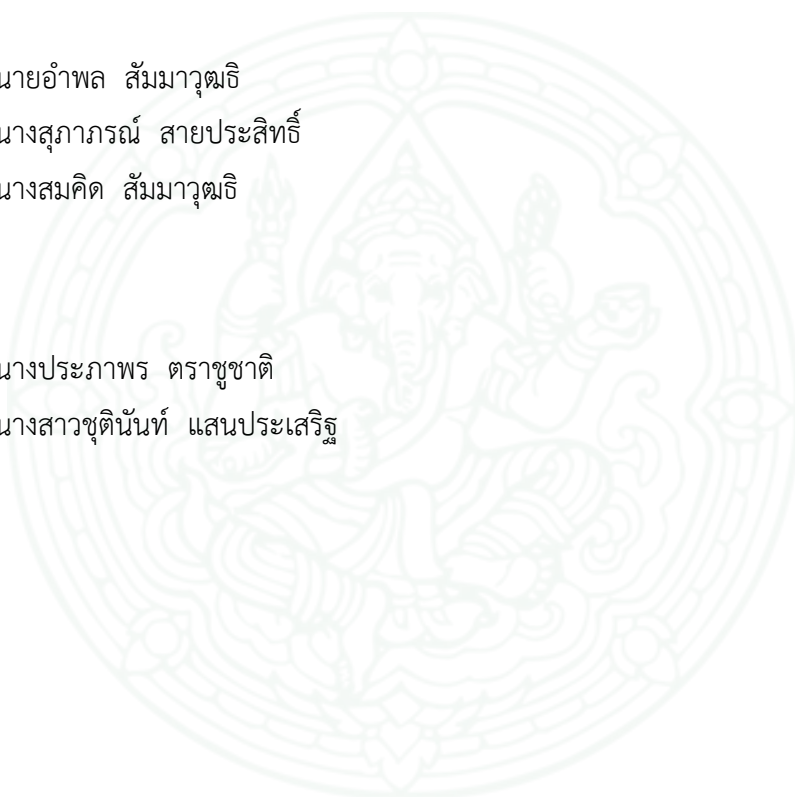 นายอำพล สัมมาวุฒธิ
นางสุภาภรณ์ สายประสิทธิ์
นางสมคิด สัมมาวุฒธิ
นางประภาพร ตราชูชาติ
นางสาวชุตินันท์ แสนประเสริฐ